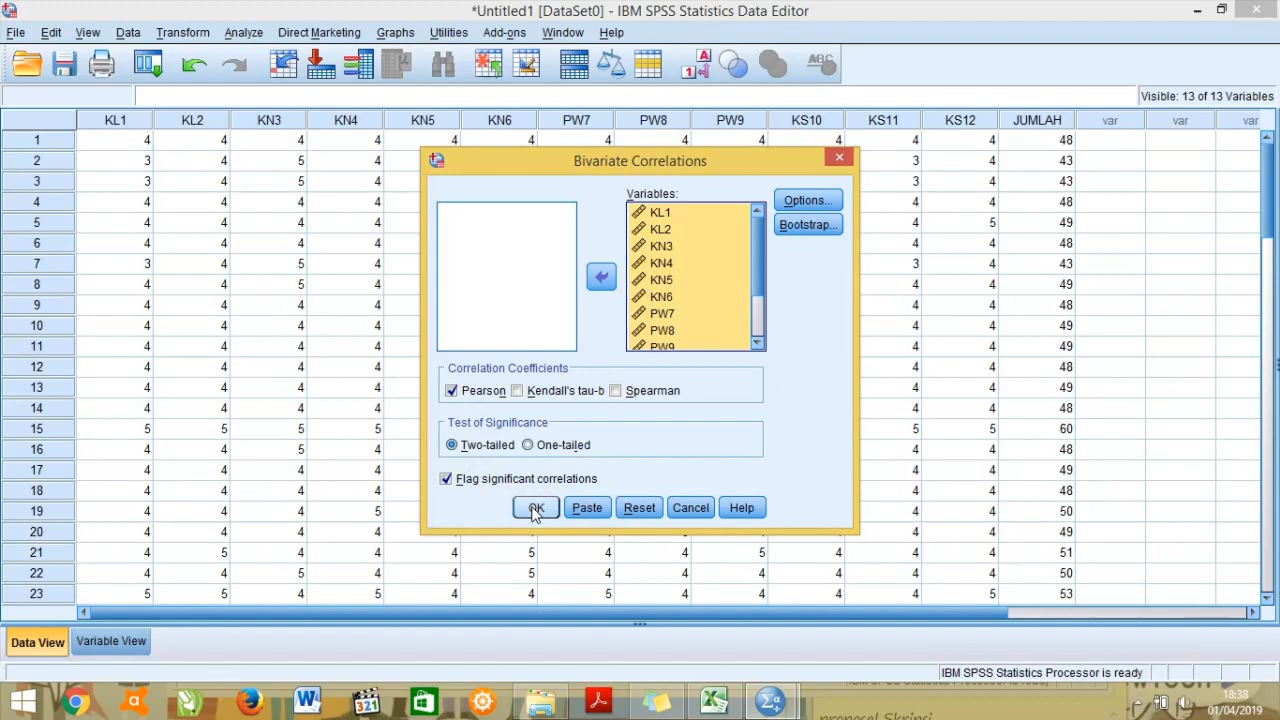 *Untitled1 [DataSet0] - IBM SPSS Statistics Data Editor
File Edit View Data Transform Analyze Direct Marketing Graphs Utilities Add-ons Window Help
Visible: 13 of 13 Variables
KL1 KL2 KN3 KN4 KN5 KN6 PW7 PW8 PW9 KS10 KS11 KS12 JUMLAH var var var
1 4 4 4 4 4 4 4 4 4 4 4 4 48
2 3 4 5 4 3 4 43
3 3 4 5 4 3 4 43
4 4 4 4 4 4 4 48
5 4 4 4 4 4 5 49
6 4 4 4 4 4 4 48
7 3 4 5 4 3 4 43
8 4 4 5 4 4 4 49
9 4 4 4 4 4 4 48
10 4 4 4 4 4 4 49
11 4 4 4 4 4 4 49
12 4 4 4 4 4 4 48
13 4 4 4 4 4 4 49
14 4 4 4 4 4 4 48
15 5 5 5 5 5 5 60
16 4 4 5 4 4 4 48
17 4 4 4 4 4 4 49
18 4 4 4 4 4 4 48
19 4 4 4 5 4 4 50
20 4 4 4 4 4 4 49
21 4 5 4 4 4 5 4 4 5 4 4 4 51
22 4 4 5 4 4 5 4 4 4 4 4 50
23 5 5 4 5 4 4 4 4 4 4 5 53
Bivariate Correlations
Variables:
KL1
KL2
KN3
KN4
KN5
KN6
PW7
PW8
PW9
Options...
Bootstrap...
Correlation Coefficients
Pearson Kendall's tau-b Spearman
Test of Significance
Two-tailed One-tailed
Flag significant correlations
OK Paste Reset Cancel Help
Data View Variable View
IBM SPSS Statistics Processor is ready
321
proposal Skripsi
18:38
01/04/2019